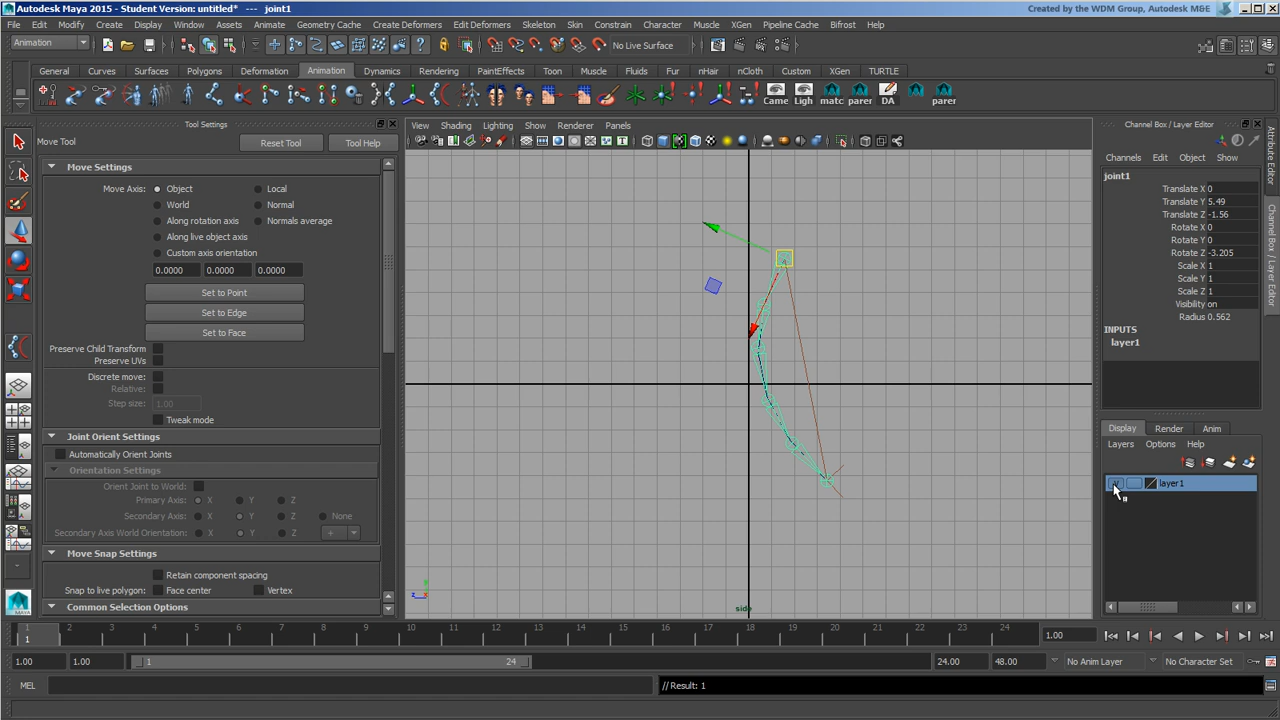 Autodesk Maya 2015 - Student Version: untitled* --- joint1
Created by the WDM Group, Autodesk M&E
File Edit Modify Create Display Window Assets Animate Geometry Cache Create Deformers Edit Deformers Skeleton Skin Constrain Character Muscle XGen Pipeline Cache Bifrost Help
Animation
No Live Surface
General Curves Surfaces Polygons Deformation Animation Dynamics Rendering PaintEffects Toon Muscle Fluids Fur nHair nCloth Custom XGen TURTLE
Came Ligh matc parer DA parer
Tool Settings
Move Tool Reset Tool Tool Help
Move Settings
Move Axis: Object Local
World Normal
Along rotation axis Normals average
Along live object axis
Custom axis orientation
0.0000 0.0000 0.0000
Set to Point
Set to Edge
Set to Face
Preserve Child Transform
Preserve UVs
Discrete move:
Relative:
Step size: 1.00
Tweak mode
Joint Orient Settings
Automatically Orient Joints
Orientation Settings
Orient Joint to World:
Primary Axis: X Y Z
Secondary Axis: X Y Z None
Secondary Axis World Orientation: X Y Z +
Move Snap Settings
Retain component spacing
Snap to live polygon: Face center Vertex
Common Selection Options
View Shading Lighting Show Renderer Panels
side
y
z
Channel Box / Layer Editor
Channels Edit Object Show
joint1
Translate X 0
Translate Y 5.49
Translate Z -1.56
Rotate X 0
Rotate Y 0
Rotate Z -3.205
Scale X 1
Scale Y 1
Scale Z 1
Visibility on
Radius 0.562
INPUTS
layer1
Display Render Anim
Layers Options Help
V layer1
Attribute Editor
Channel Box / Layer Editor
1 2 3 4 5 6 7 8 9 10 11 12 13 14 15 16 17 18 19 20 21 22 23 24
1
1.00
1.00 1.00 1 24 24.00 48.00 No Anim Layer No Character Set
MEL // Result: 1